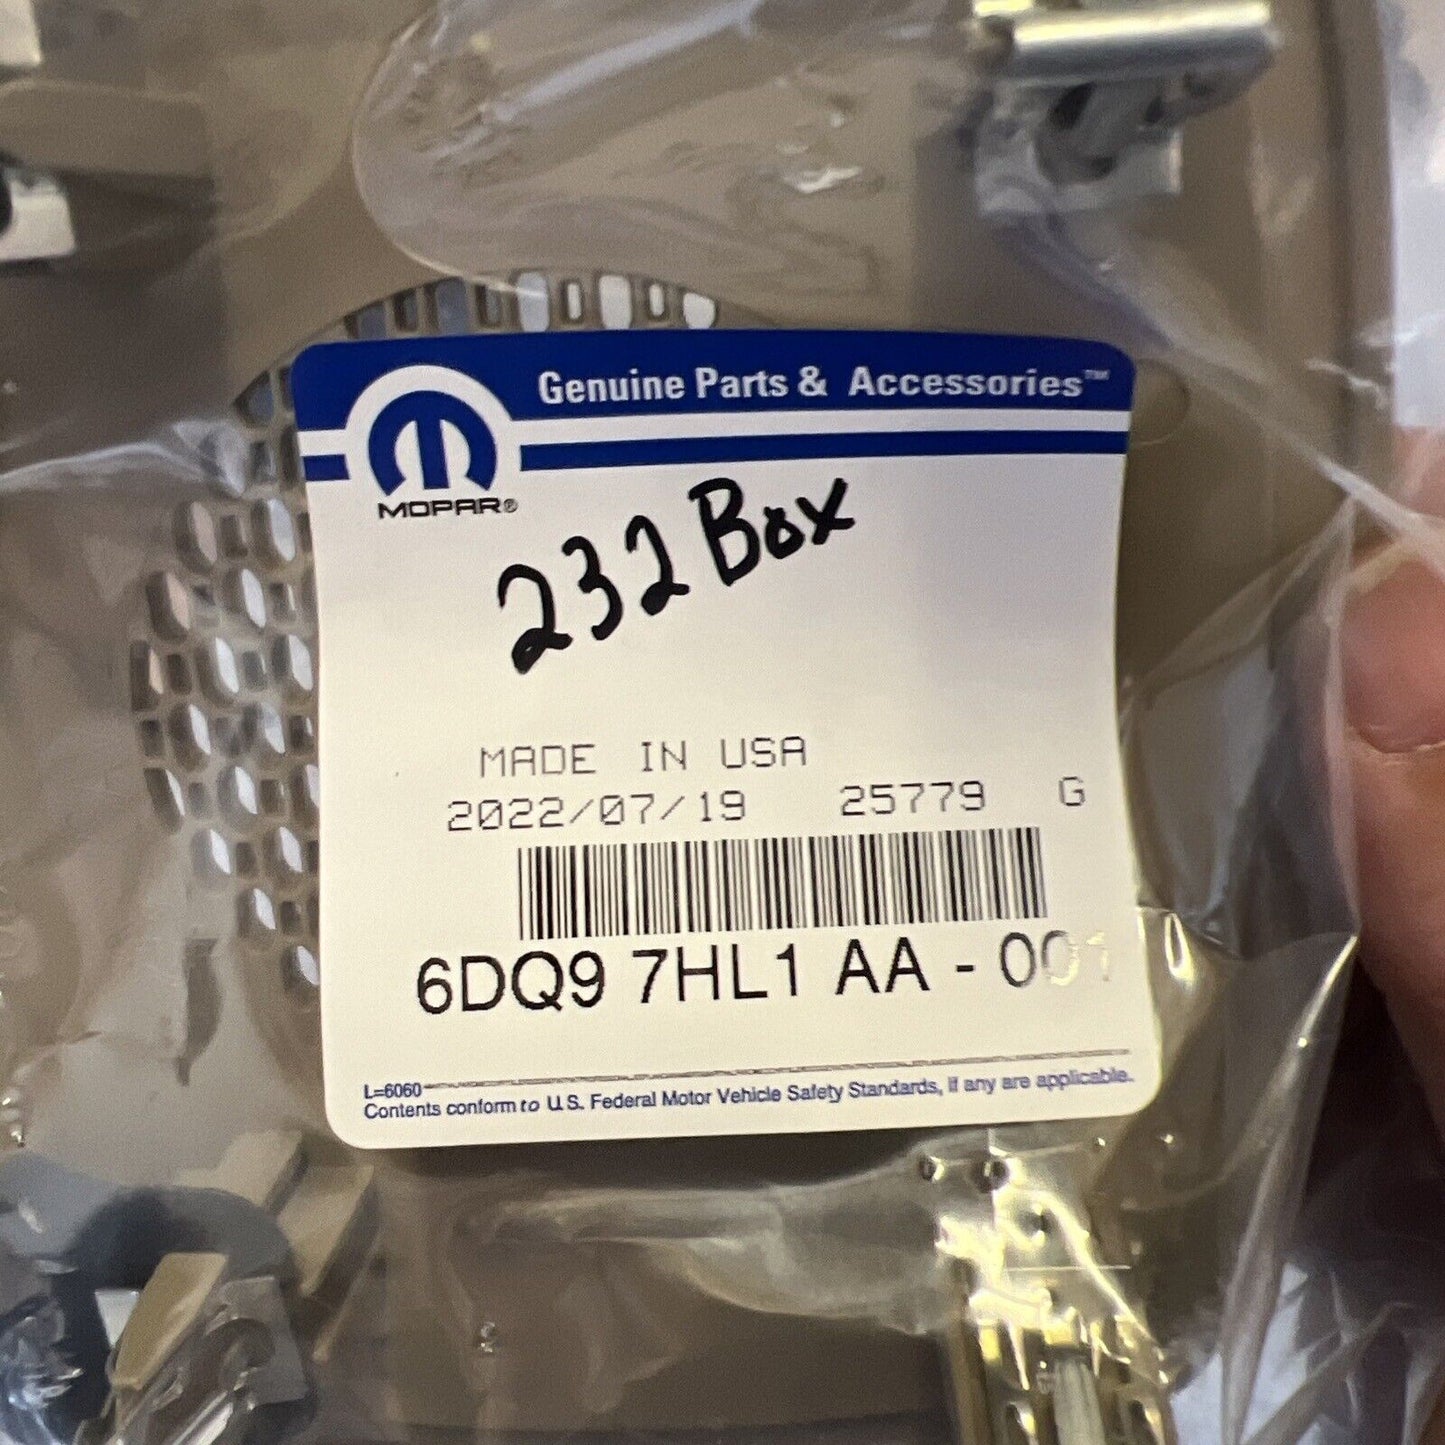 Genuine Parts & Accessories™
MOPAR®
232 Box
MADE IN USA
2022/07/19 25779 G
6DQ9 7HL1 AA - 001
L=6060
Contents conform to U.S. Federal Motor Vehicle Safety Standards, if any are applicable.